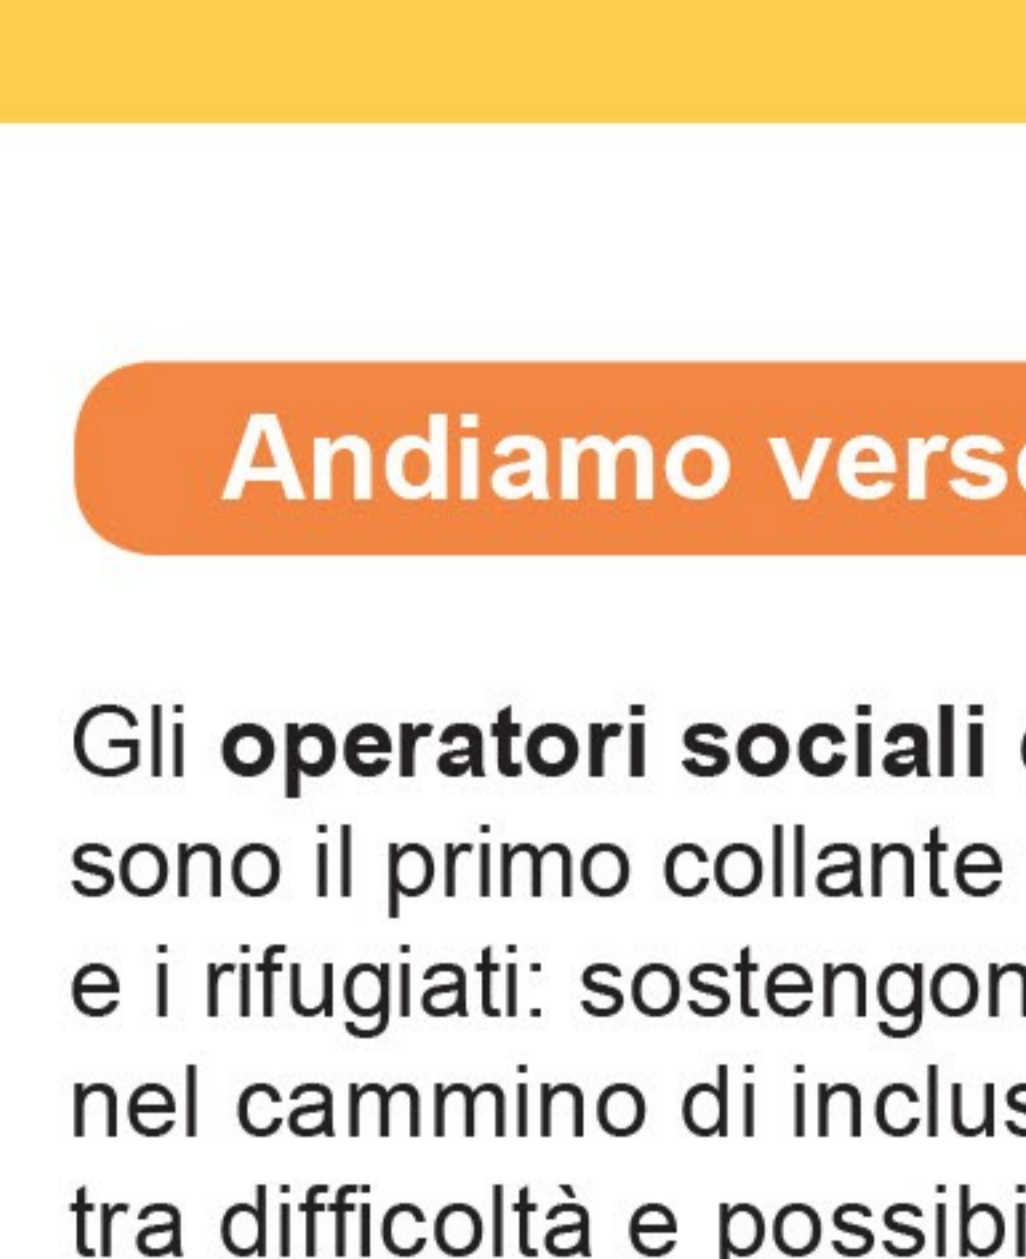 Andiamo
Gli operatori sociali
sono il primo collante
e i rifugiati:
nel cammino di
tra difficoltà e